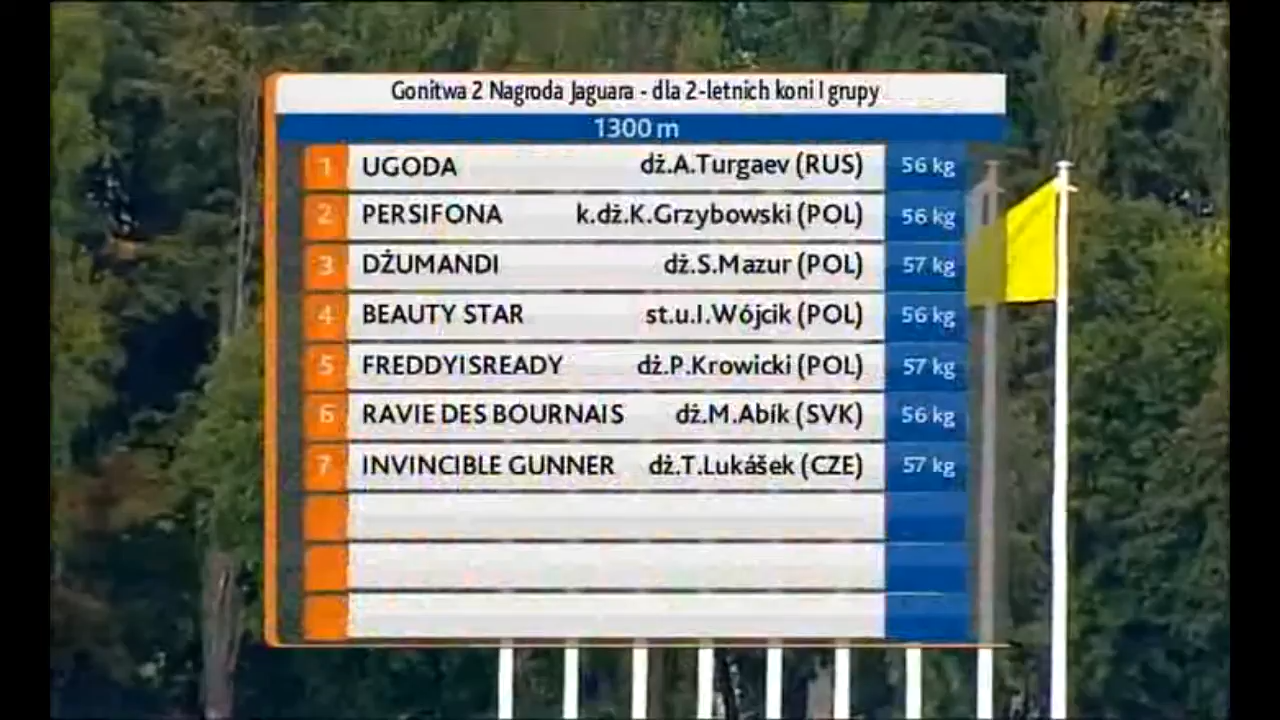 Gonitwa 2 Nagroda Jaguara - dla 2-letnich koni I grupy
1300 m
1 UGODA dż.A.Turgaev (RUS) 56 kg
2 PERSIFONA k.dż.K.Grzybowski (POL) 56 kg
3 DŻUMANDI dż.S.Mazur (POL) 57 kg
4 BEAUTY STAR st.u.I.Wójcik (POL) 56 kg
5 FREDDYISREADY dż.P.Krowicki (POL) 57 kg
6 RAVIE DES BOURNAIS dż.M.Abík (SVK) 56 kg
7 INVINCIBLE GUNNER dż.T.Lukášek (CZE) 57 kg